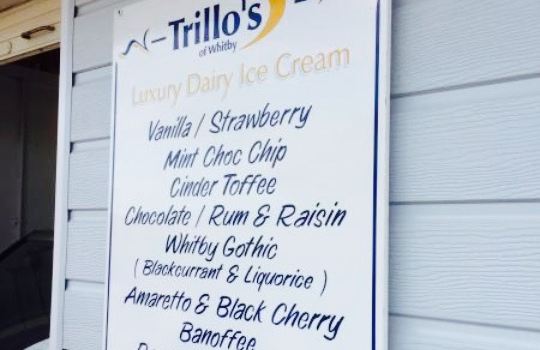 Trillo's
of Whitby
Luxury Dairy Ice Cream
Vanilla / Strawberry
Mint Choc Chip
Cinder Toffee
Chocolate / Rum & Raisin
Whitby Gothic
( Blackcurrant & Liquorice )
Amaretto & Black Cherry
Banoffee